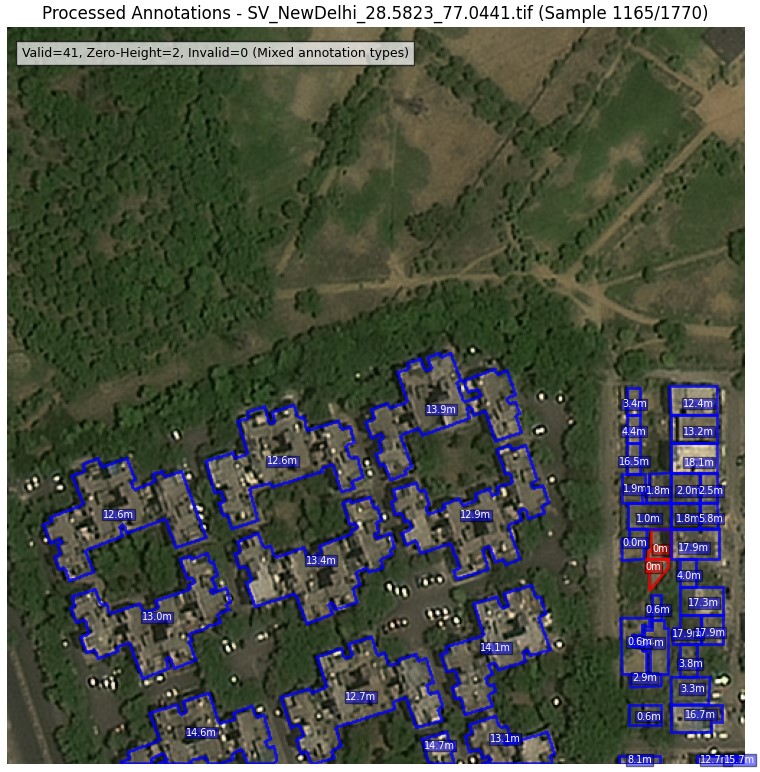 Processed Annotations - SV_NewDelhi_28.5823_77.0441.tif (Sample 1165/1770)
Valid=41, Zero-Height=2, Invalid=0 (Mixed annotation types)
3.4m 12.4m
13.9m
4.4m 13.2m
12.6m 16.5m 18.1m
1.9m 1.8m 2.0m 2.5m
12.6m 12.9m 1.0m 1.8m 5.8m
0.0m 0m 17.9m
13.4m 0m 4.0m
13.0m 0.6m 17.3m
14.1m 0.6m 17.9m 17.9m
3.8m
2.9m
12.7m 3.3m
14.6m 0.6m 16.7m
14.7m 13.1m
8.1m 12.7m 15.7m